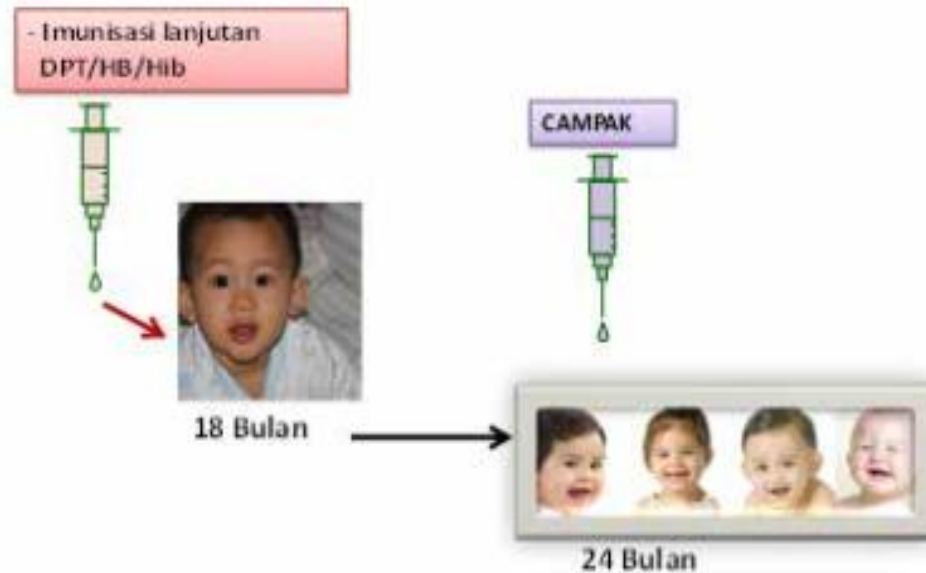 - Imunisasi lanjutan
DPT/HB/Hib
CAMPAK
18 Bulan
24 Bulan